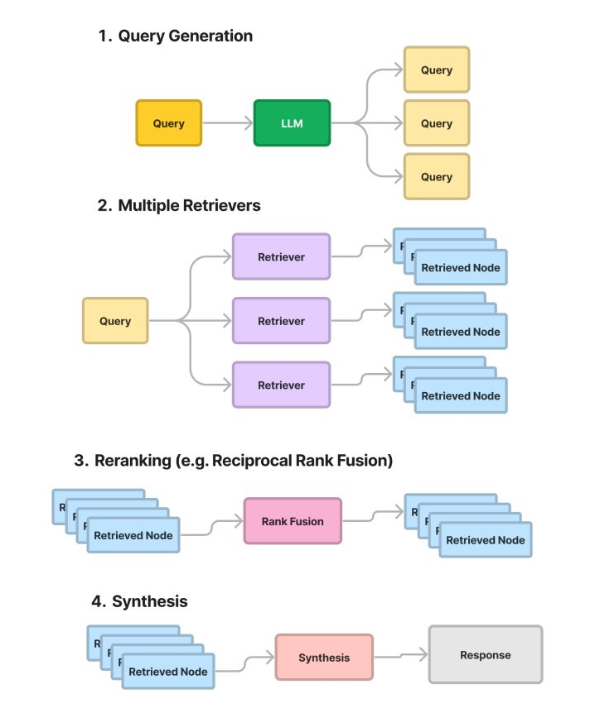 1. Query Generation
Query
Query
LLM
Query
Query
2. Multiple Retrievers
Retriever
Retrieved Node
Query
Retriever
Retrieved Node
Retriever
Retrieved Node
3. Reranking (e.g. Reciprocal Rank Fusion)
Retrieved Node
Rank Fusion
Retrieved Node
4. Synthesis
Retrieved Node
Synthesis
Response